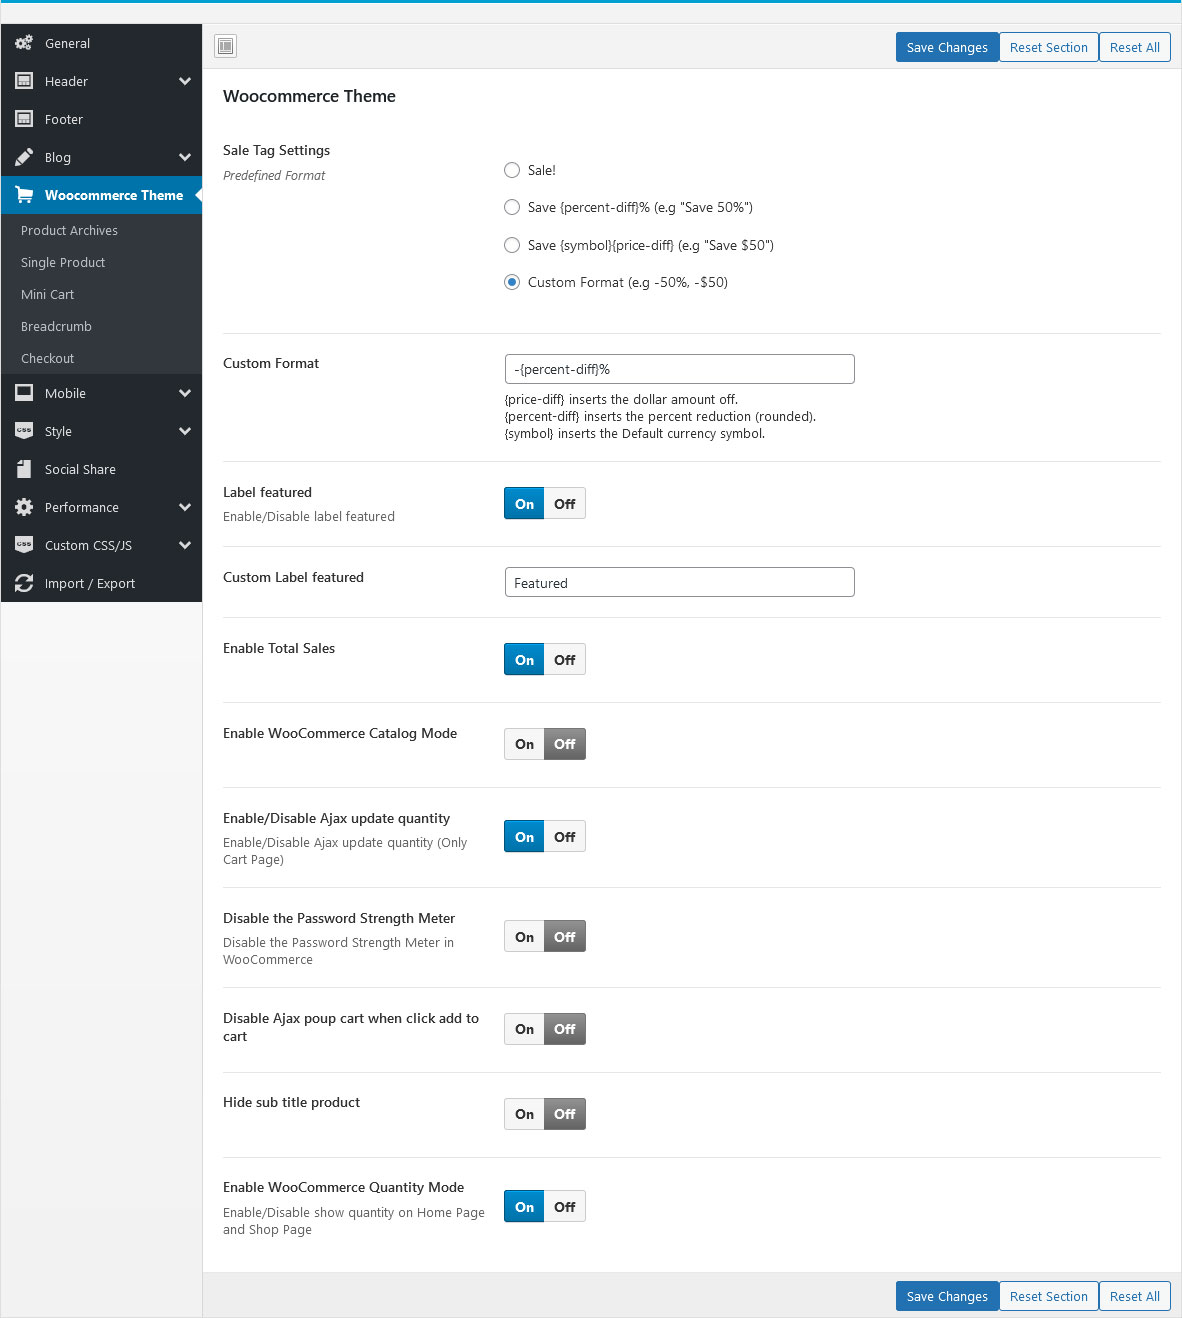 General
Header
Footer
Blog
Woocommerce Theme
Product Archives
Single Product
Mini Cart
Breadcrumb
Checkout
Mobile
Style
Social Share
Performance
Custom CSS/JS
Import / Export
Save Changes
Reset Section
Reset All
Woocommerce Theme
Sale Tag Settings
Predefined Format
Sale!
Save {percent-diff}% (e.g "Save 50%")
Save {symbol}{price-diff} (e.g "Save $50")
Custom Format (e.g -50%, -$50)
Custom Format
-{percent-diff}%
{price-diff} inserts the dollar amount off.
{percent-diff} inserts the percent reduction (rounded).
{symbol} inserts the Default currency symbol.
Label featured
Enable/Disable label featured
On Off
Custom Label featured
Featured
Enable Total Sales
On Off
Enable WooCommerce Catalog Mode
On Off
Enable/Disable Ajax update quantity
Enable/Disable Ajax update quantity (Only
Cart Page)
On Off
Disable the Password Strength Meter
Disable the Password Strength Meter in
WooCommerce
On Off
Disable Ajax poup cart when click add to
cart
On Off
Hide sub title product
On Off
Enable WooCommerce Quantity Mode
Enable/Disable show quantity on Home Page
and Shop Page
On Off
Save Changes
Reset Section
Reset All